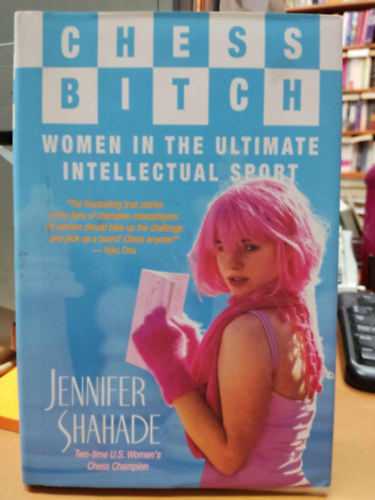 CHESS
BITCH
WOMEN IN THE ULTIMATE
INTELLECTUAL SPORT
"The fascinating true stories
of the lives of champion chessplayers.
All women should take up the challenge
and pick up a board! Chess anyone?"
— Yoko Ono
JENNIFER
SHAHADE
Two-time U.S. Women's
Chess Champion